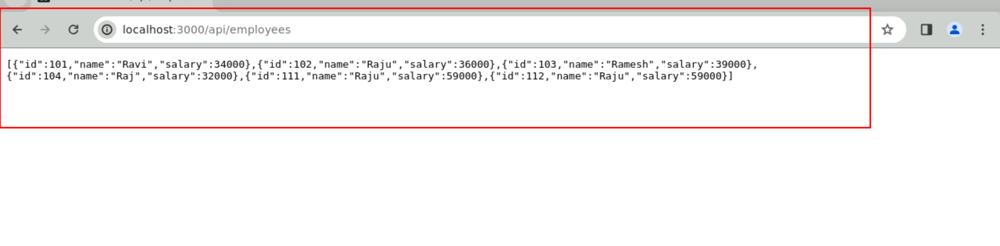 localhost:3000/api/employees
[{"id":101,"name":"Ravi","salary":34000},{"id":102,"name":"Raju","salary":36000},{"id":103,"name":"Ramesh","salary":39000},
{"id":104,"name":"Raj","salary":32000},{"id":111,"name":"Raju","salary":59000},{"id":112,"name":"Raju","salary":59000}]